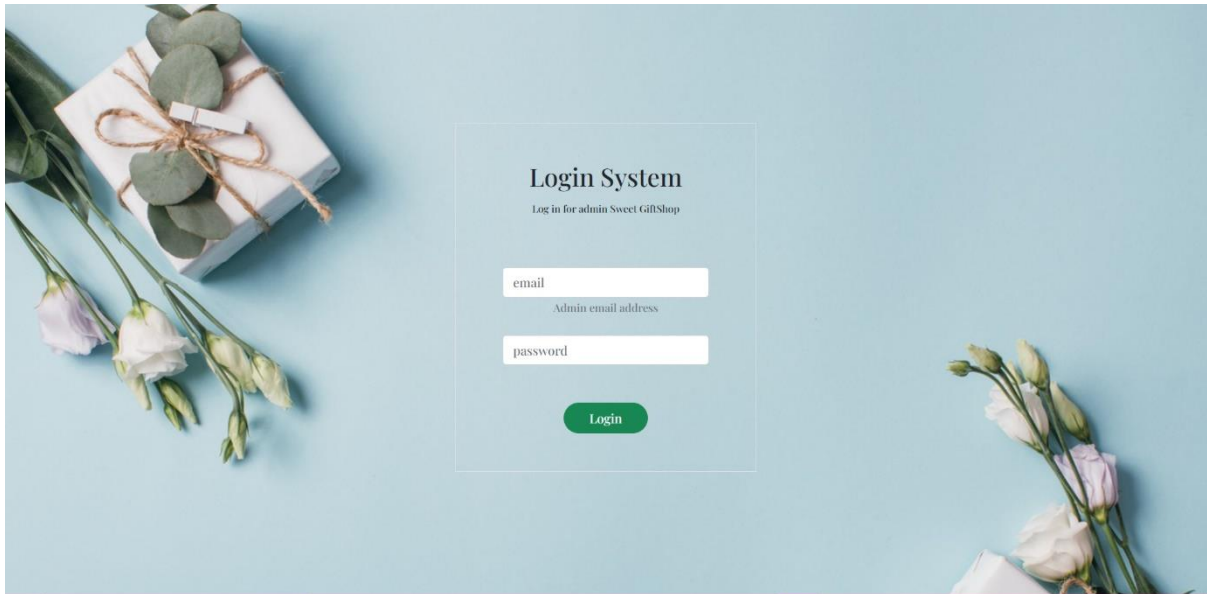 Login System
Log in for admin Sweet GiftShop
email
Admin email address
password
Login